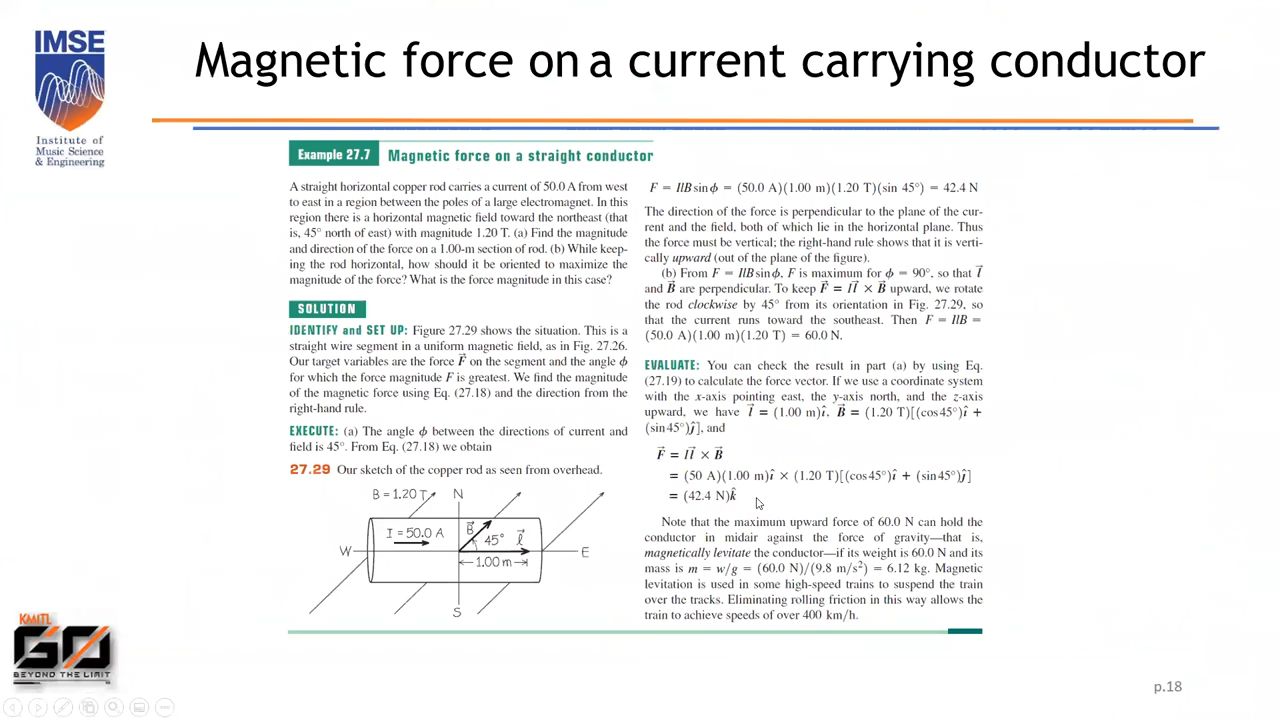 IMSE
Institute of
Music Science
& Engineering
Magnetic force on a current carrying conductor
Example 27.7 Magnetic force on a straight conductor
A straight horizontal copper rod carries a current of 50.0 A from west
to east in a region between the poles of a large electromagnet. In this
region there is a horizontal magnetic field toward the northeast (that
is, 45° north of east) with magnitude 1.20 T. (a) Find the magnitude
and direction of the force on a 1.00-m section of rod. (b) While keep-
ing the rod horizontal, how should it be oriented to maximize the
magnitude of the force? What is the force magnitude in this case?
SOLUTION
IDENTIFY and SET UP: Figure 27.29 shows the situation. This is a
straight wire segment in a uniform magnetic field, as in Fig. 27.26.
Our target variables are the force F⃗ on the segment and the angle ϕ
for which the force magnitude F is greatest. We find the magnitude
of the magnetic force using Eq. (27.18) and the direction from the
right-hand rule.
EXECUTE: (a) The angle ϕ between the directions of current and
field is 45°. From Eq. (27.18) we obtain
27.29 Our sketch of the copper rod as seen from overhead.
B = 1.20 T
N
I = 50.0 A
B⃗
45°
l⃗
W
E
1.00 m
S
F = IlB sin ϕ = (50.0 A)(1.00 m)(1.20 T)(sin 45°) = 42.4 N
The direction of the force is perpendicular to the plane of the cur-
rent and the field, both of which lie in the horizontal plane. Thus
the force must be vertical; the right-hand rule shows that it is verti-
cally upward (out of the plane of the figure).
(b) From F = IlB sin ϕ, F is maximum for ϕ = 90°, so that l⃗
and B⃗ are perpendicular. To keep F⃗ = Il⃗ × B⃗ upward, we rotate
the rod clockwise by 45° from its orientation in Fig. 27.29, so
that the current runs toward the southeast. Then F = IlB =
(50.0 A)(1.00 m)(1.20 T) = 60.0 N.
EVALUATE: You can check the result in part (a) by using Eq.
(27.19) to calculate the force vector. If we use a coordinate system
with the x-axis pointing east, the y-axis north, and the z-axis
upward, we have l⃗ = (1.00 m)î, B⃗ = (1.20 T)[(cos 45°)î +
(sin 45°)ĵ], and
F⃗ = Il⃗ × B⃗
= (50 A)(1.00 m)î × (1.20 T)[(cos 45°)î + (sin 45°)ĵ]
= (42.4 N)k̂
Note that the maximum upward force of 60.0 N can hold the
conductor in midair against the force of gravity—that is,
magnetically levitate the conductor—if its weight is 60.0 N and its
mass is m = w/g = (60.0 N)/(9.8 m/s²) = 6.12 kg. Magnetic
levitation is used in some high-speed trains to suspend the train
over the tracks. Eliminating rolling friction in this way allows the
train to achieve speeds of over 400 km/h.
KMITL
GO
BEYOND THE LIMIT
p.18